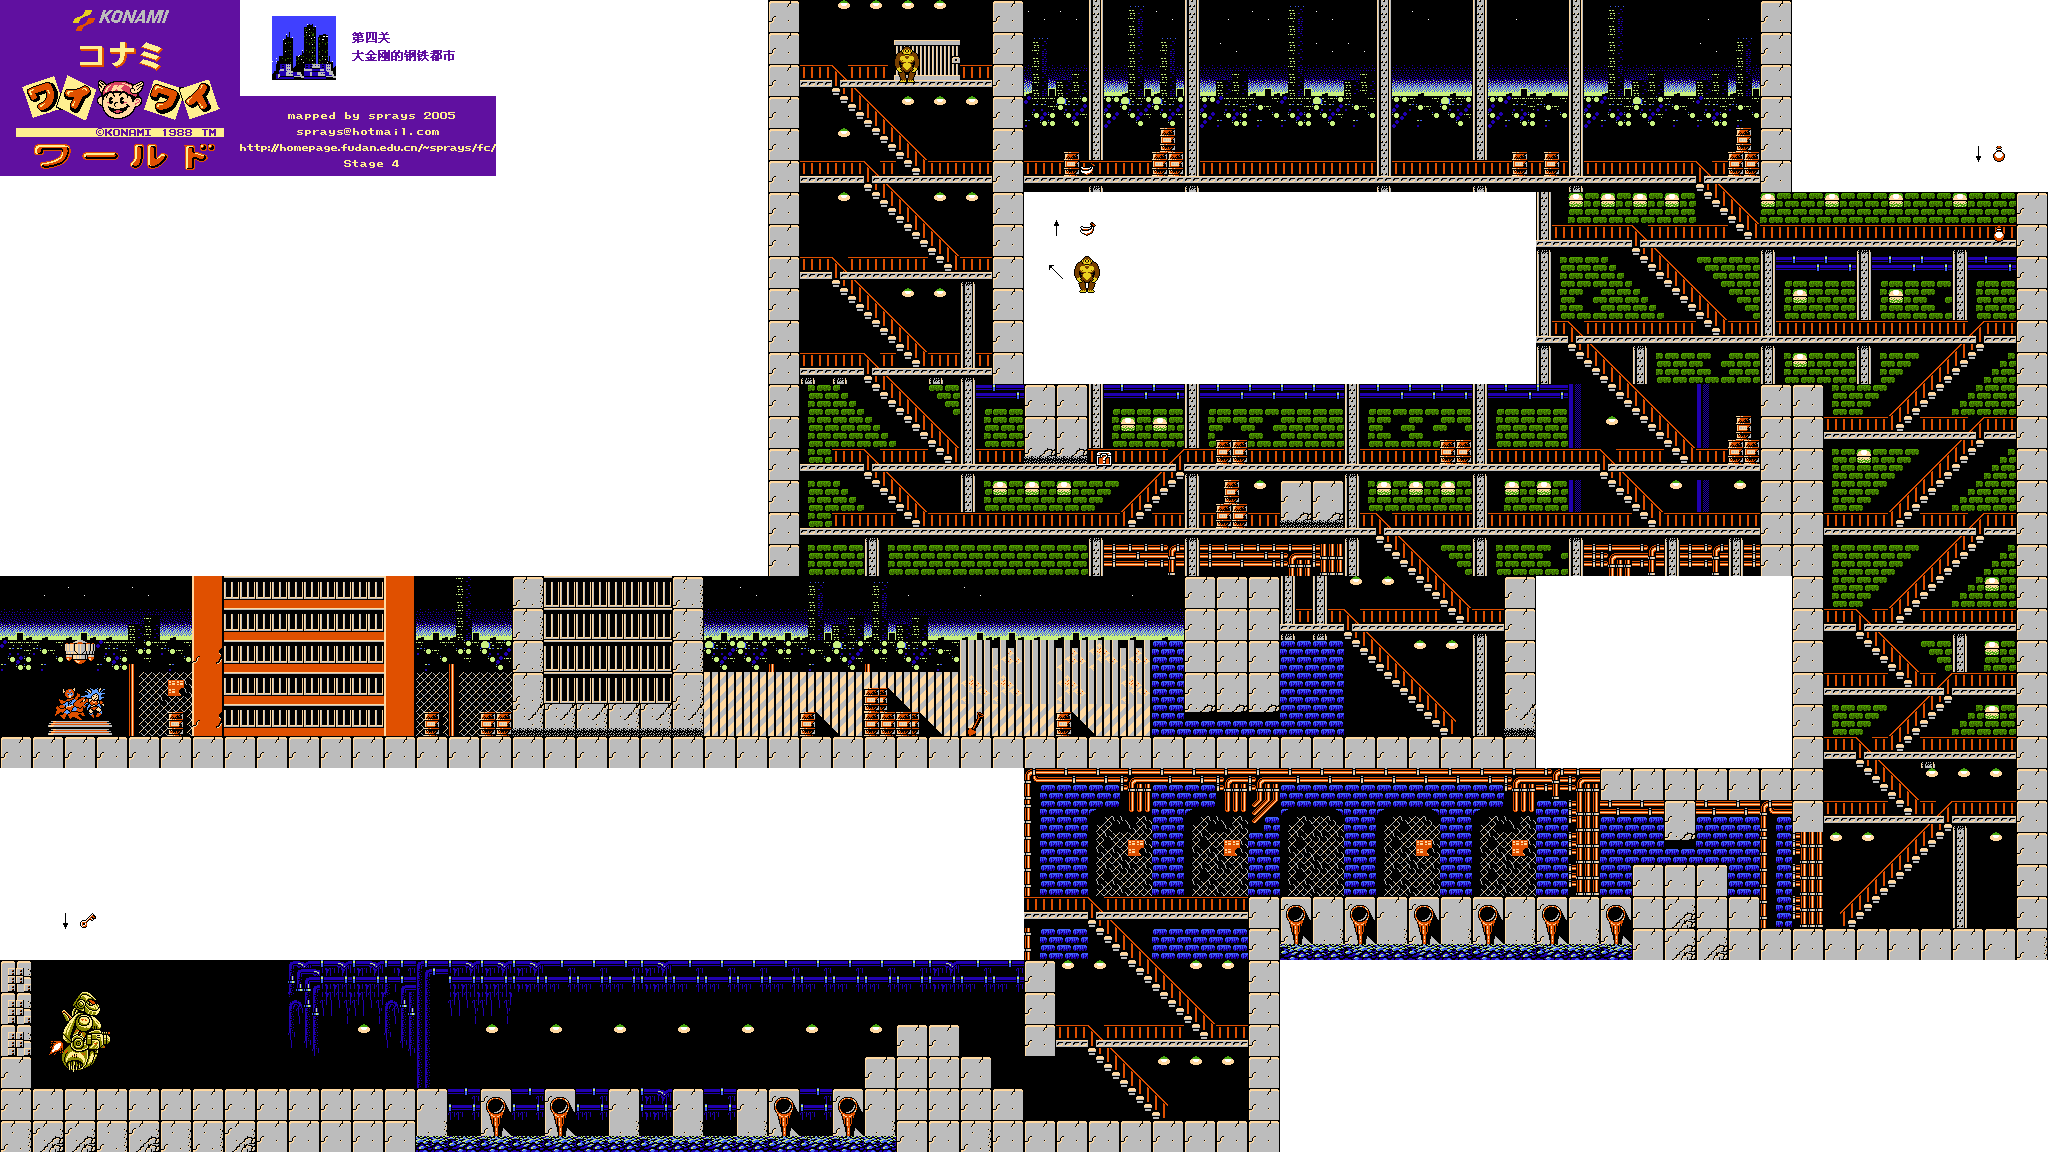 KONAMI
コナミ
ワイワイ
©KONAMI 1988 TM
ワールド
第四关
大金刚的钢铁都市
mapped by sprays 2005
sprays@hotmail.com
http://homepage.fudan.edu.cn/~sprays/fc/
Stage 4
?